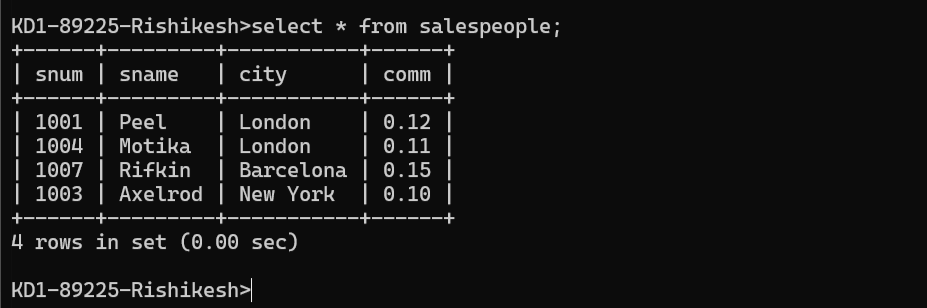 KD1-89225-Rishikesh>select * from salespeople;
+------+---------+-----------+------+
| snum | sname   | city      | comm |
+------+---------+-----------+------+
| 1001 | Peel    | London    | 0.12 |
| 1004 | Motika  | London    | 0.11 |
| 1007 | Rifkin  | Barcelona | 0.15 |
| 1003 | Axelrod | New York  | 0.10 |
+------+---------+-----------+------+
4 rows in set (0.00 sec)
KD1-89225-Rishikesh>